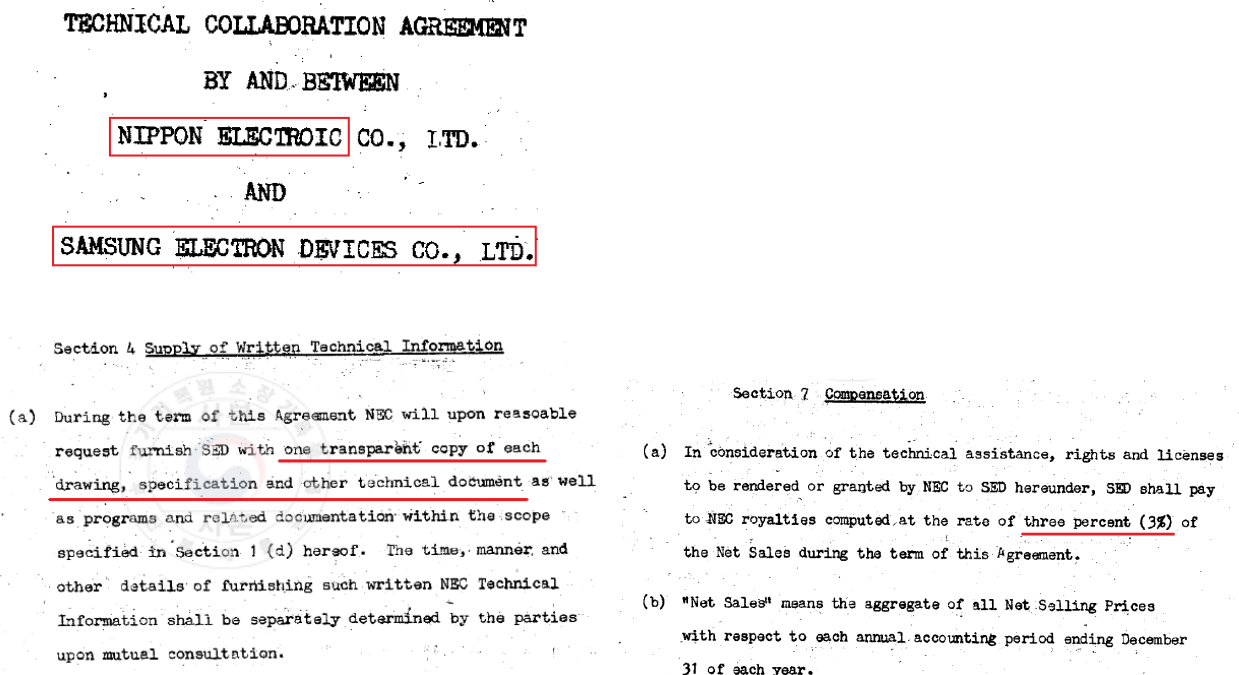 TECHNICAL COLLABORATION AGREEMENT
BY AND BETWEEN
NIPPON ELECTROIC CO., LTD.
AND
SAMSUNG ELECTRON DEVICES CO., LTD.
Section 4 Supply of Written Technical Information
(a) During the term of this Agreement NEC will upon reasoable
request furnish SED with one transparent copy of each
drawing, specification and other technical document as well
as programs and related documentation within the scope
specified in Section 1 (d) hereof. The time, manner and
other details of furnishing such written NEC Technical
Information shall be separately determined by the parties
upon mutual consultation.
Section 7 Compensation
(a) In consideration of the technical assistance, rights and licenses
to be rendered or granted by NEC to SED hereunder, SED shall pay
to NEC royalties computed at the rate of three percent (3%) of
the Net Sales during the term of this Agreement.
(b) "Net Sales" means the aggregate of all Net Selling Prices
with respect to each annual accounting period ending December
31 of each year.